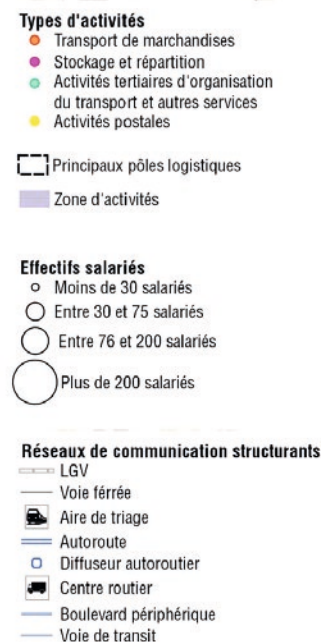 Types d'activités
Transport de marchandises
Stockage et répartition
Activités tertiaires d'organisation
du transport et autres services
Activités postales
Principaux pôles logistiques
Zone d'activités
Effectifs salariés
Moins de 30 salariés
Entre 30 et 75 salariés
Entre 76 et 200 salariés
Plus de 200 salariés
Réseaux de communication structurants
LGV
Voie férrée
Aire de triage
Autoroute
Diffuseur autoroutier
Centre routier
Boulevard périphérique
Voie de transit